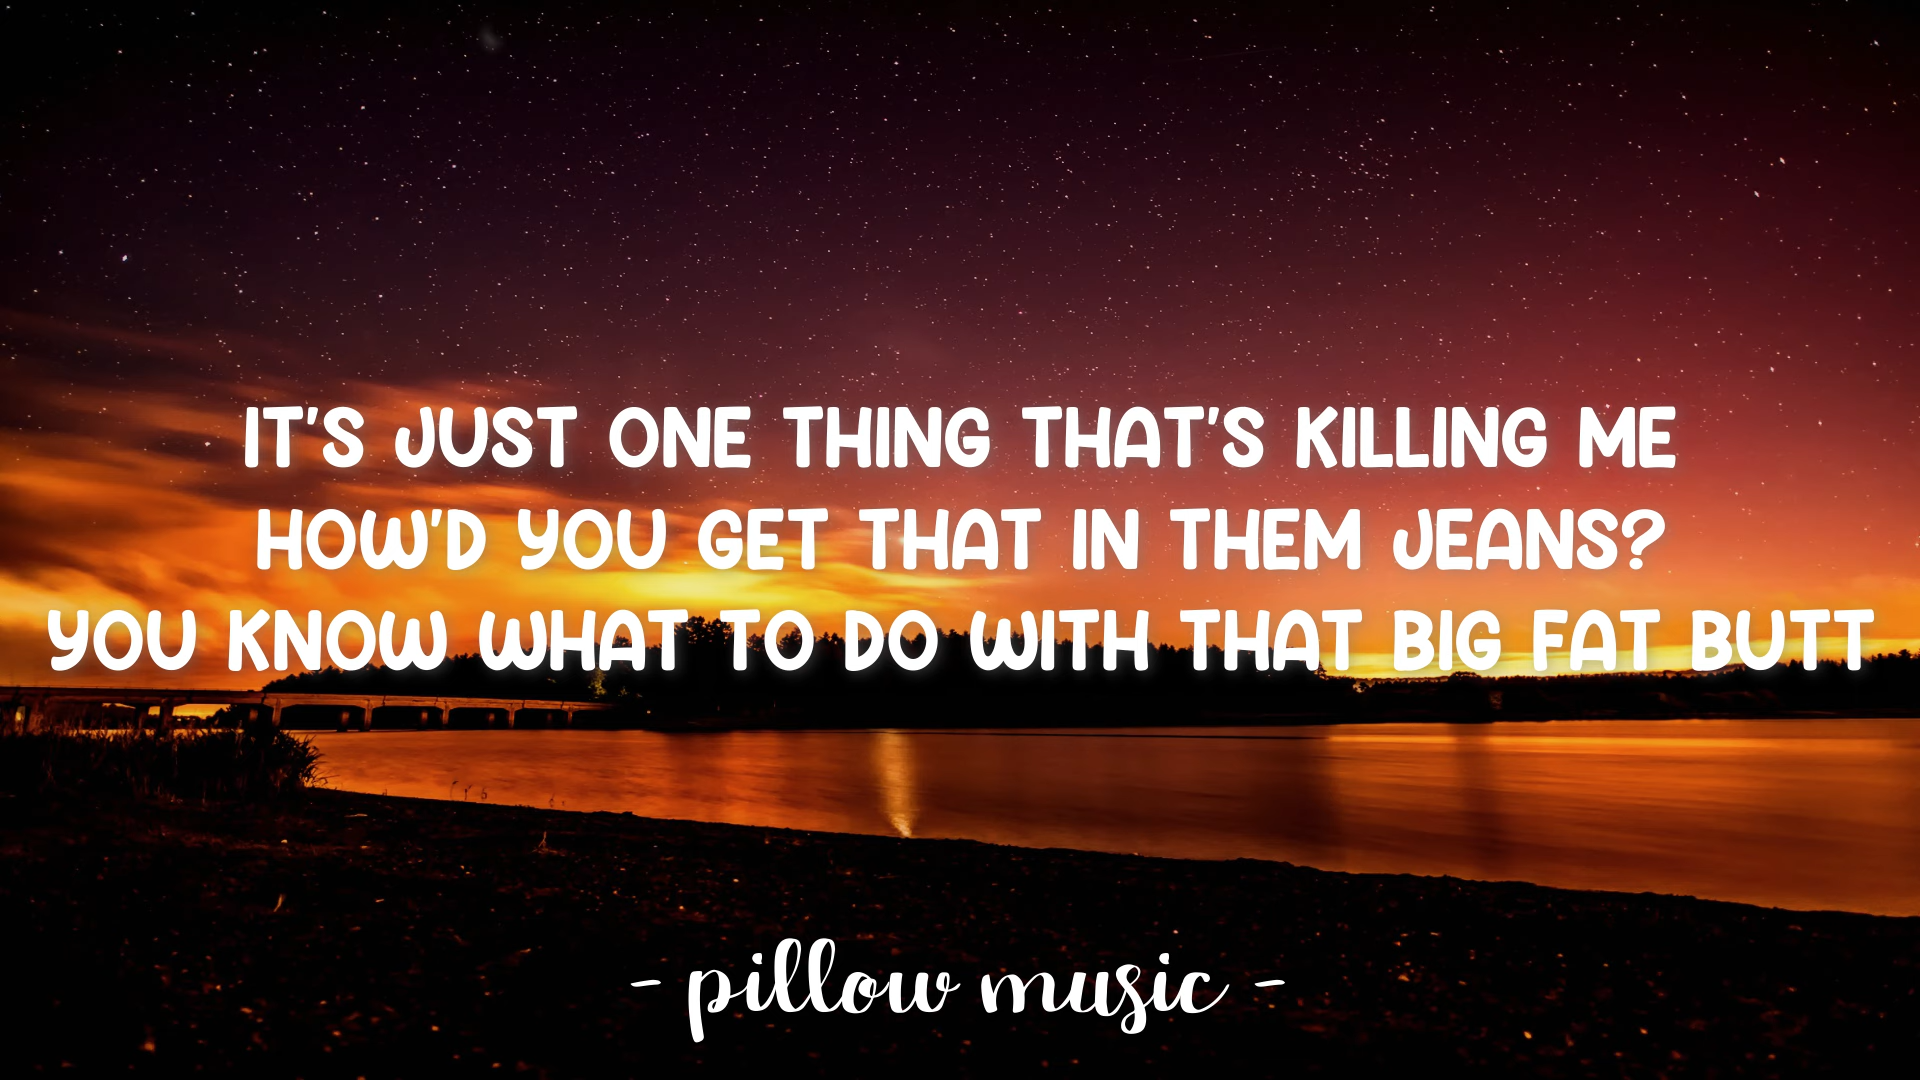 IT'S JUST ONE THING THAT'S KILLING ME
HOW'D YOU GET THAT IN THEM JEANS?
YOU KNOW WHAT TO DO WITH THAT BIG FAT BUTT
- pillow music -